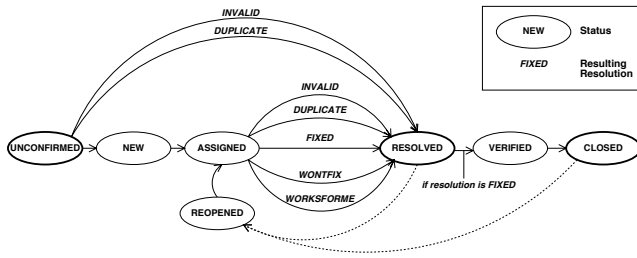 INVALID
DUPLICATE
NEW
Status
FIXED
Resulting
Resolution
INVALID
DUPLICATE
UNCONFIRMED
NEW
ASSIGNED
FIXED
RESOLVED
VERIFIED
CLOSED
WONTFIX
if resolution is FIXED
WORKSFORME
REOPENED